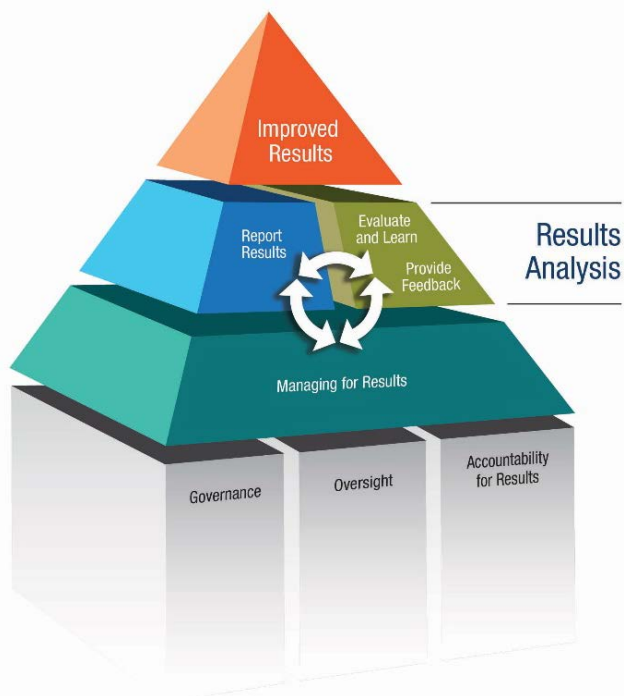 Improved
Results
Report
Results
Evaluate
and Learn
Provide
Feedback
Results
Analysis
Managing for Results
Governance
Oversight
Accountability
for Results